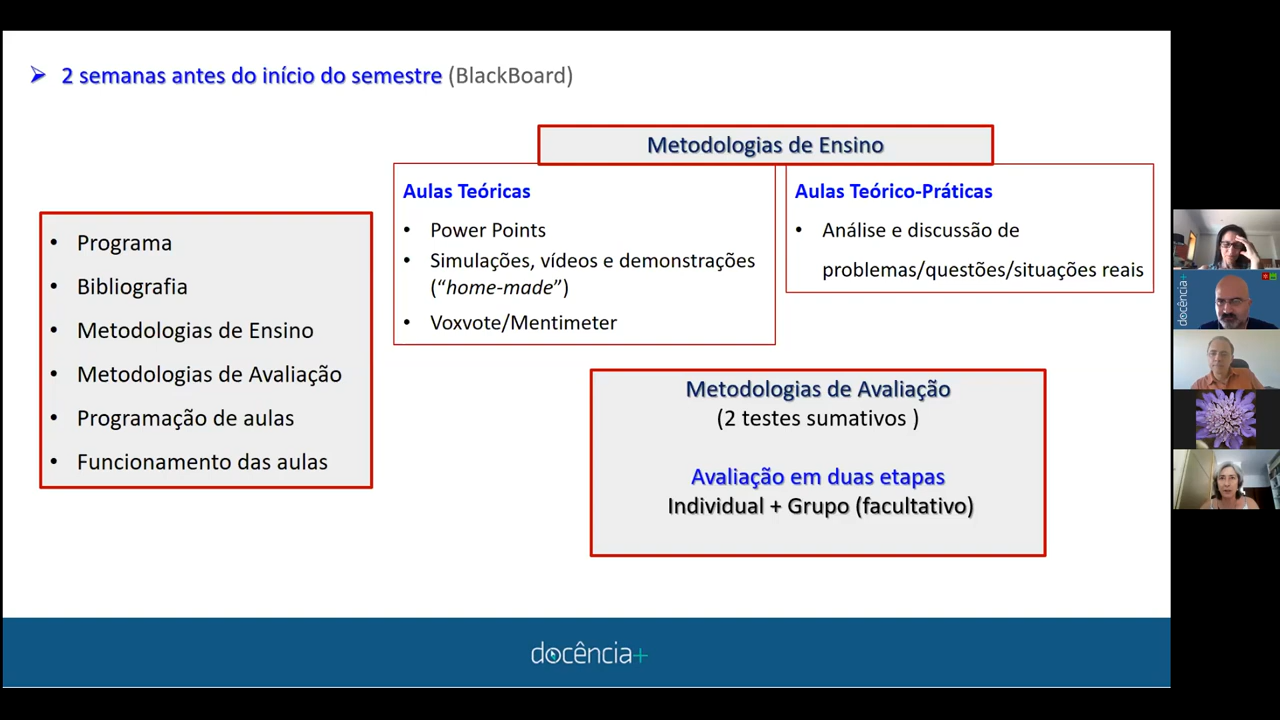 2 semanas antes do início do semestre (BlackBoard)
Metodologias de Ensino
Aulas Teóricas
• Power Points
• Simulações, vídeos e demonstrações
(“home-made”)
• Voxvote/Mentimeter
Aulas Teórico-Práticas
• Análise e discussão de
problemas/questões/situações reais
• Programa
• Bibliografia
• Metodologias de Ensino
• Metodologias de Avaliação
• Programação de aulas
• Funcionamento das aulas
Metodologias de Avaliação
(2 testes sumativos )
Avaliação em duas etapas
Individual + Grupo (facultativo)
docência+
docência+